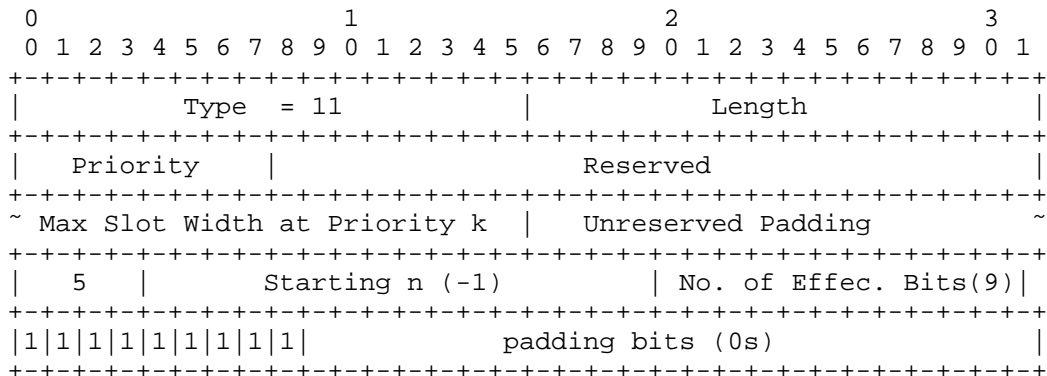 0                   1                   2                   3
 0 1 2 3 4 5 6 7 8 9 0 1 2 3 4 5 6 7 8 9 0 1 2 3 4 5 6 7 8 9 0 1
+-+-+-+-+-+-+-+-+-+-+-+-+-+-+-+-+-+-+-+-+-+-+-+-+-+-+-+-+-+-+-+-+
|          Type  = 11           |           Length              |
+-+-+-+-+-+-+-+-+-+-+-+-+-+-+-+-+-+-+-+-+-+-+-+-+-+-+-+-+-+-+-+-+
|   Priority    |                   Reserved                    |
+-+-+-+-+-+-+-+-+-+-+-+-+-+-+-+-+-+-+-+-+-+-+-+-+-+-+-+-+-+-+-+-+
~ Max Slot Width at Priority k  |   Unreserved Padding          ~
+-+-+-+-+-+-+-+-+-+-+-+-+-+-+-+-+-+-+-+-+-+-+-+-+-+-+-+-+-+-+-+-+
|   5   |       Starting n (-1)         | No. of Effec. Bits(9)|
+-+-+-+-+-+-+-+-+-+-+-+-+-+-+-+-+-+-+-+-+-+-+-+-+-+-+-+-+-+-+-+-+
|1|1|1|1|1|1|1|1|1|            padding bits (0s)                |
+-+-+-+-+-+-+-+-+-+-+-+-+-+-+-+-+-+-+-+-+-+-+-+-+-+-+-+-+-+-+-+-+